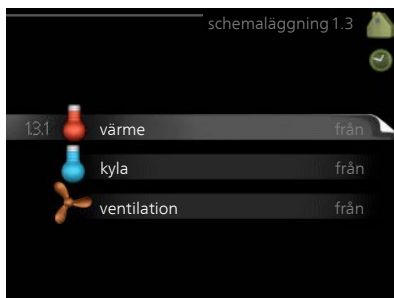 schemaläggning 1.3
1.3.1 värme från
kyla från
ventilation från